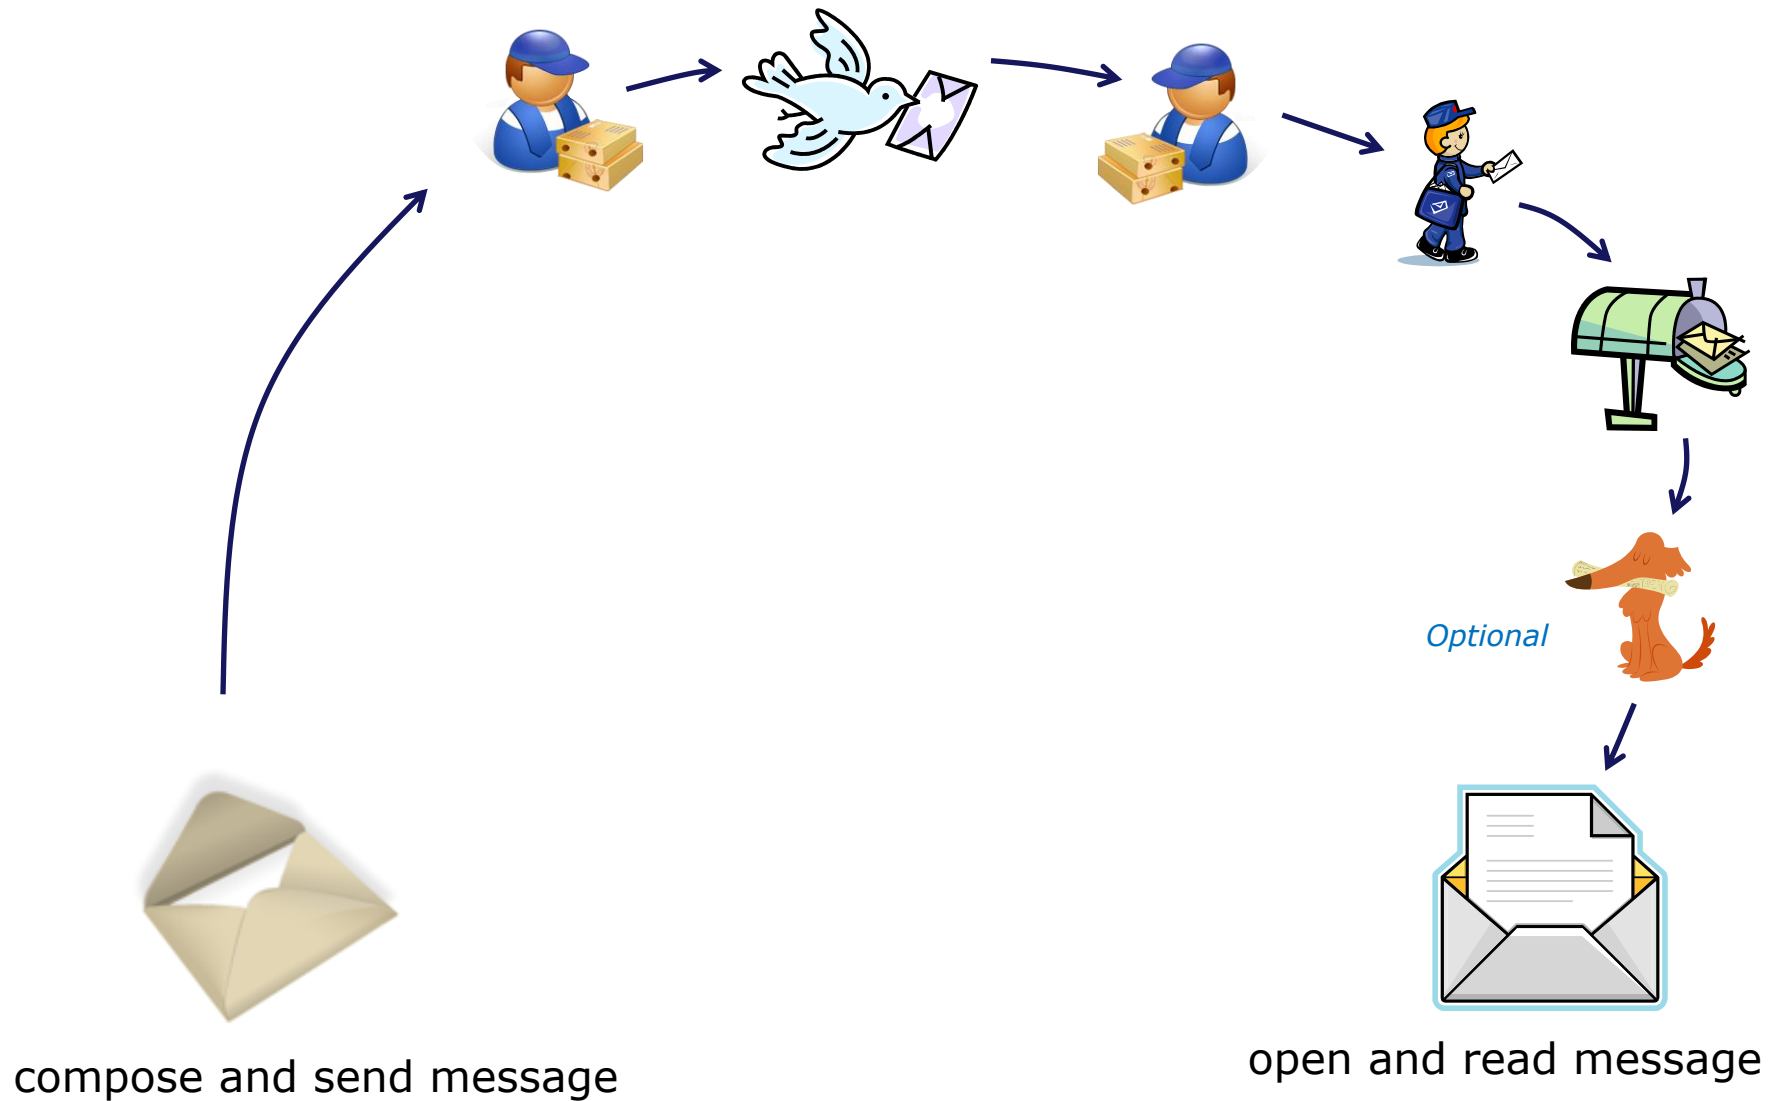 Optional
open and read message
compose and send message